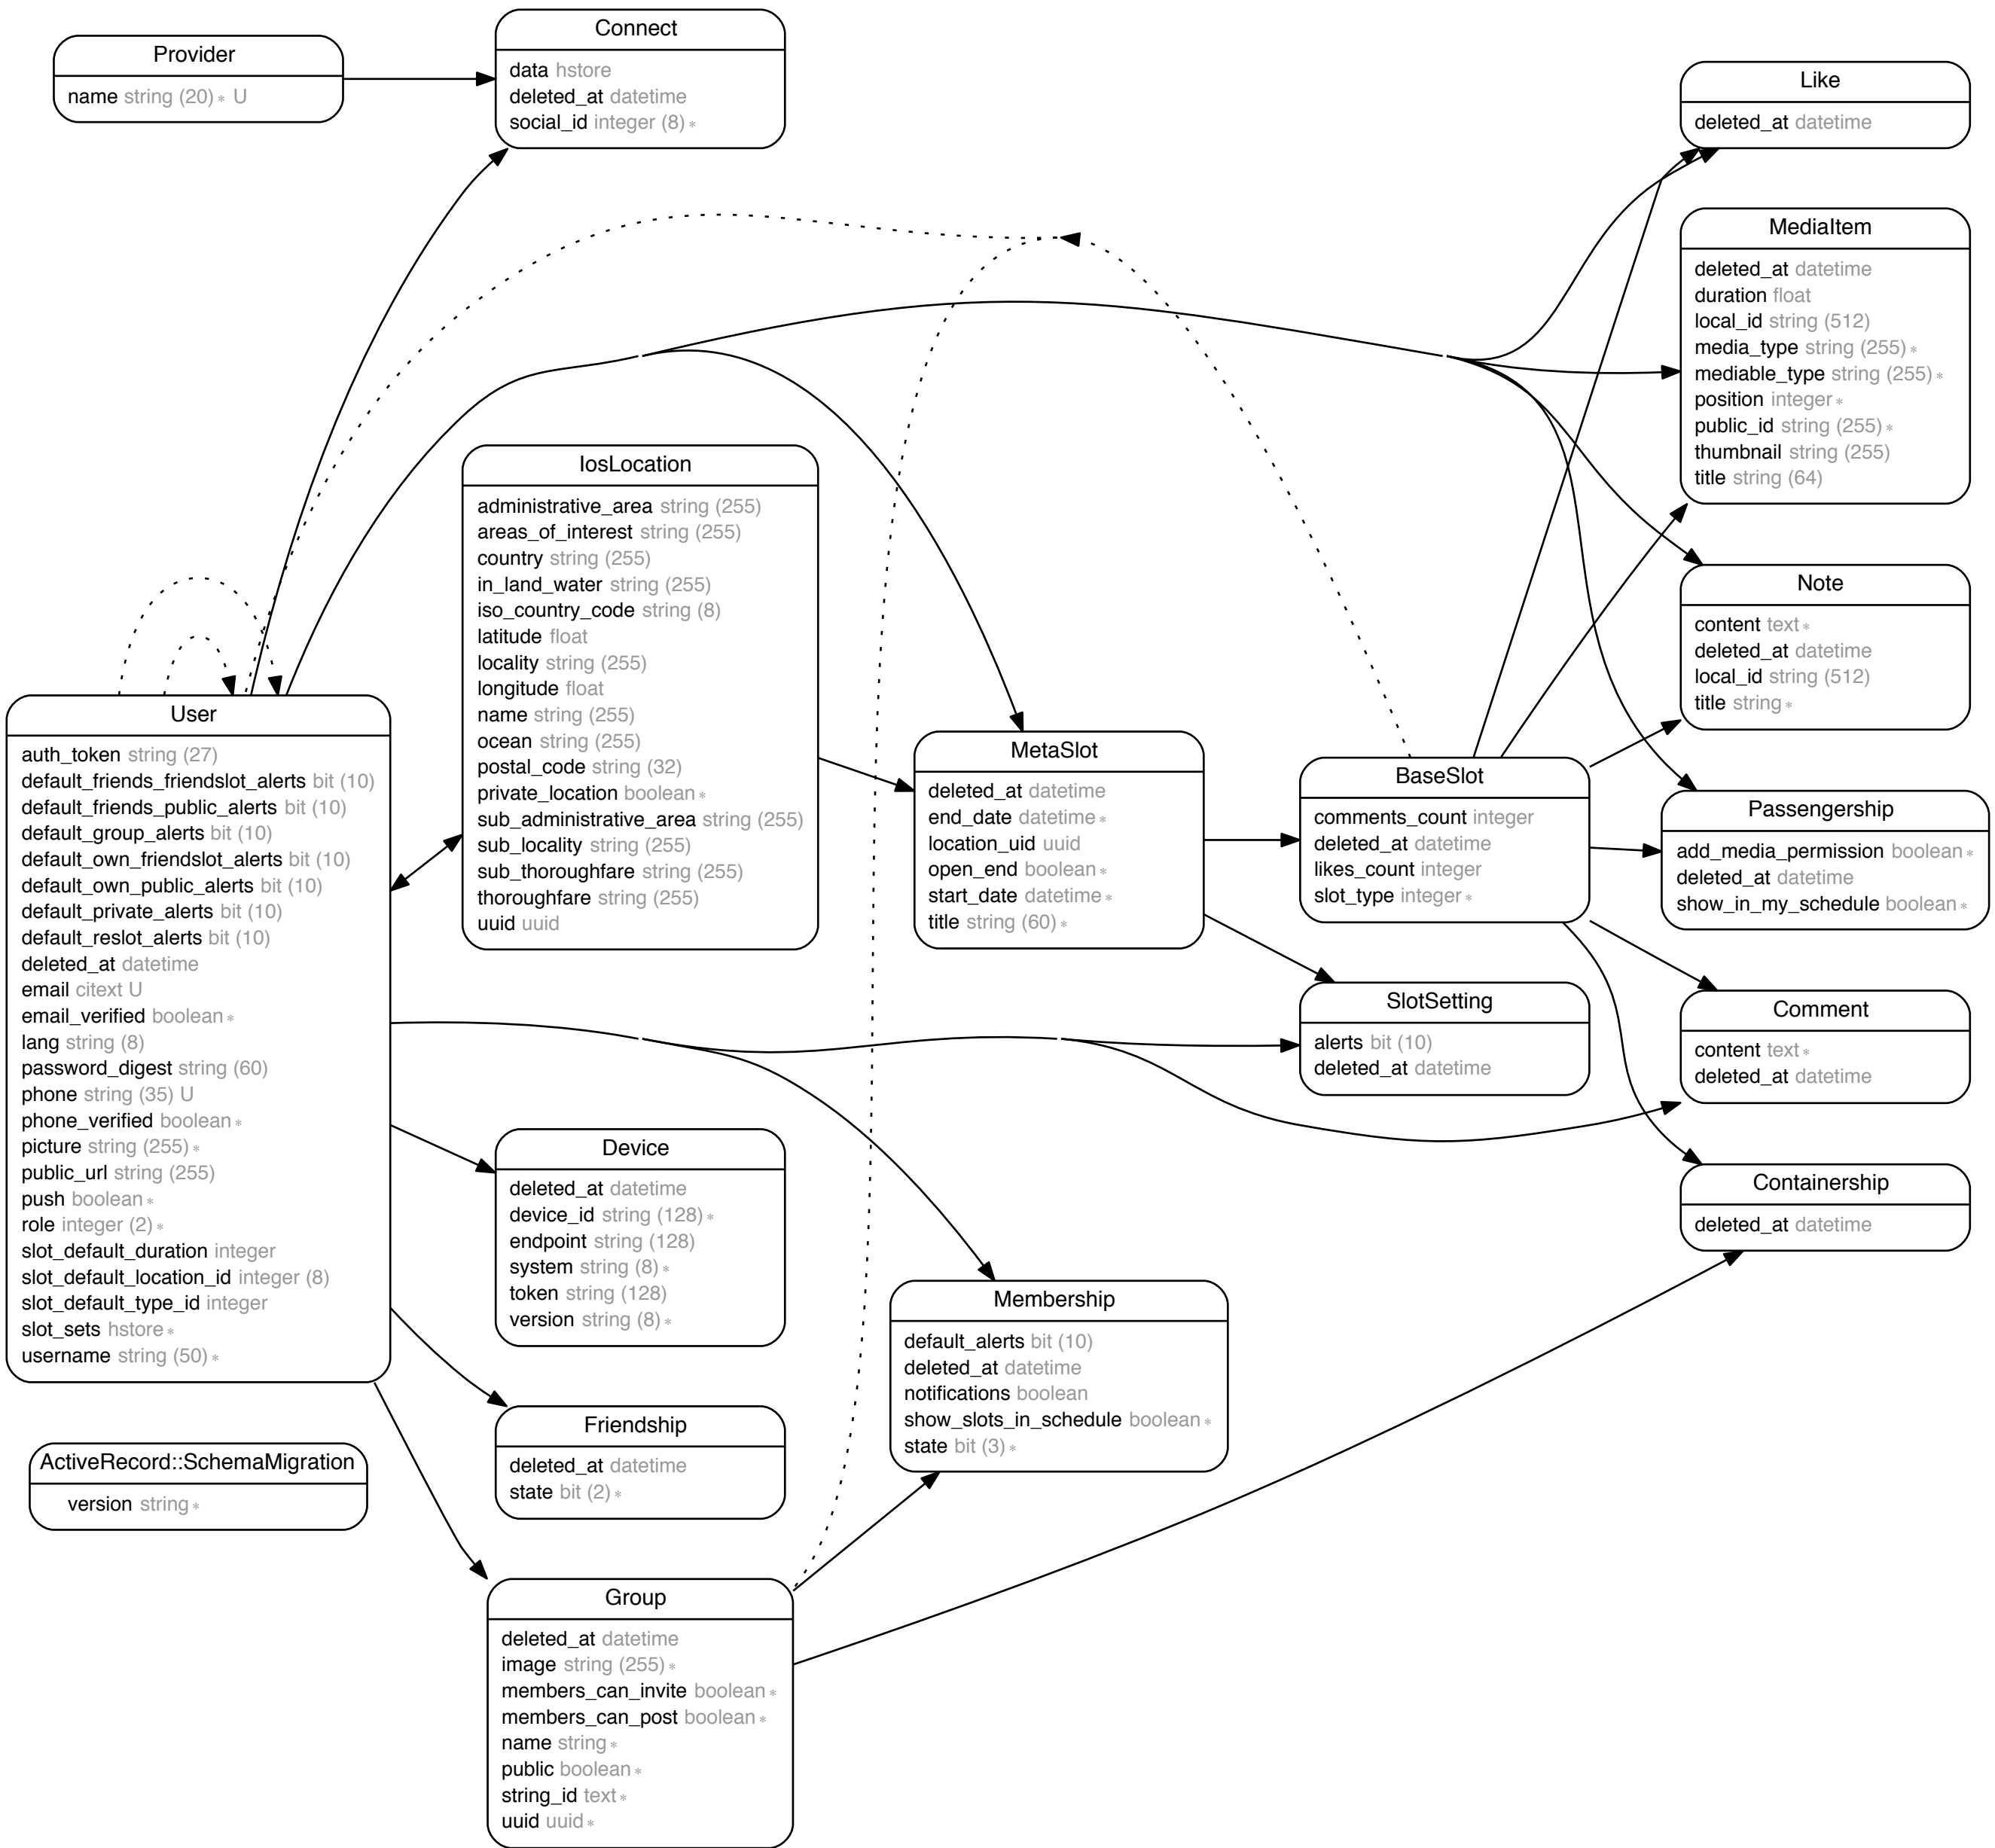 Provider
name string (20) ∗ U
Connect
data hstore
deleted_at datetime
social_id integer (8) ∗
Like
deleted_at datetime
MediaItem
deleted_at datetime
duration float
local_id string (512)
media_type string (255) ∗
mediable_type string (255) ∗
position integer ∗
public_id string (255) ∗
thumbnail string (255)
title string (64)
IosLocation
administrative_area string (255)
areas_of_interest string (255)
country string (255)
in_land_water string (255)
iso_country_code string (8)
latitude float
locality string (255)
longitude float
name string (255)
ocean string (255)
postal_code string (32)
private_location boolean ∗
sub_administrative_area string (255)
sub_locality string (255)
sub_thoroughfare string (255)
thoroughfare string (255)
uuid uuid
Note
content text ∗
deleted_at datetime
local_id string (512)
title string ∗
User
auth_token string (27)
default_friends_friendslot_alerts bit (10)
default_friends_public_alerts bit (10)
default_group_alerts bit (10)
default_own_friendslot_alerts bit (10)
default_own_public_alerts bit (10)
default_private_alerts bit (10)
default_reslot_alerts bit (10)
deleted_at datetime
email citext U
email_verified boolean ∗
lang string (8)
password_digest string (60)
phone string (35) U
phone_verified boolean ∗
picture string (255) ∗
public_url string (255)
push boolean ∗
role integer (2) ∗
slot_default_duration integer
slot_default_location_id integer (8)
slot_default_type_id integer
slot_sets hstore ∗
username string (50) ∗
MetaSlot
deleted_at datetime
end_date datetime ∗
location_uid uuid
open_end boolean ∗
start_date datetime ∗
title string (60) ∗
BaseSlot
comments_count integer
deleted_at datetime
likes_count integer
slot_type integer ∗
Passengership
add_media_permission boolean ∗
deleted_at datetime
show_in_my_schedule boolean ∗
SlotSetting
alerts bit (10)
deleted_at datetime
Comment
content text ∗
deleted_at datetime
Device
deleted_at datetime
device_id string (128) ∗
endpoint string (128)
system string (8) ∗
token string (128)
version string (8) ∗
Containership
deleted_at datetime
Membership
default_alerts bit (10)
deleted_at datetime
notifications boolean
show_slots_in_schedule boolean ∗
state bit (3) ∗
Friendship
deleted_at datetime
state bit (2) ∗
ActiveRecord::SchemaMigration
version string ∗
Group
deleted_at datetime
image string (255) ∗
members_can_invite boolean ∗
members_can_post boolean ∗
name string ∗
public boolean ∗
string_id text ∗
uuid uuid ∗